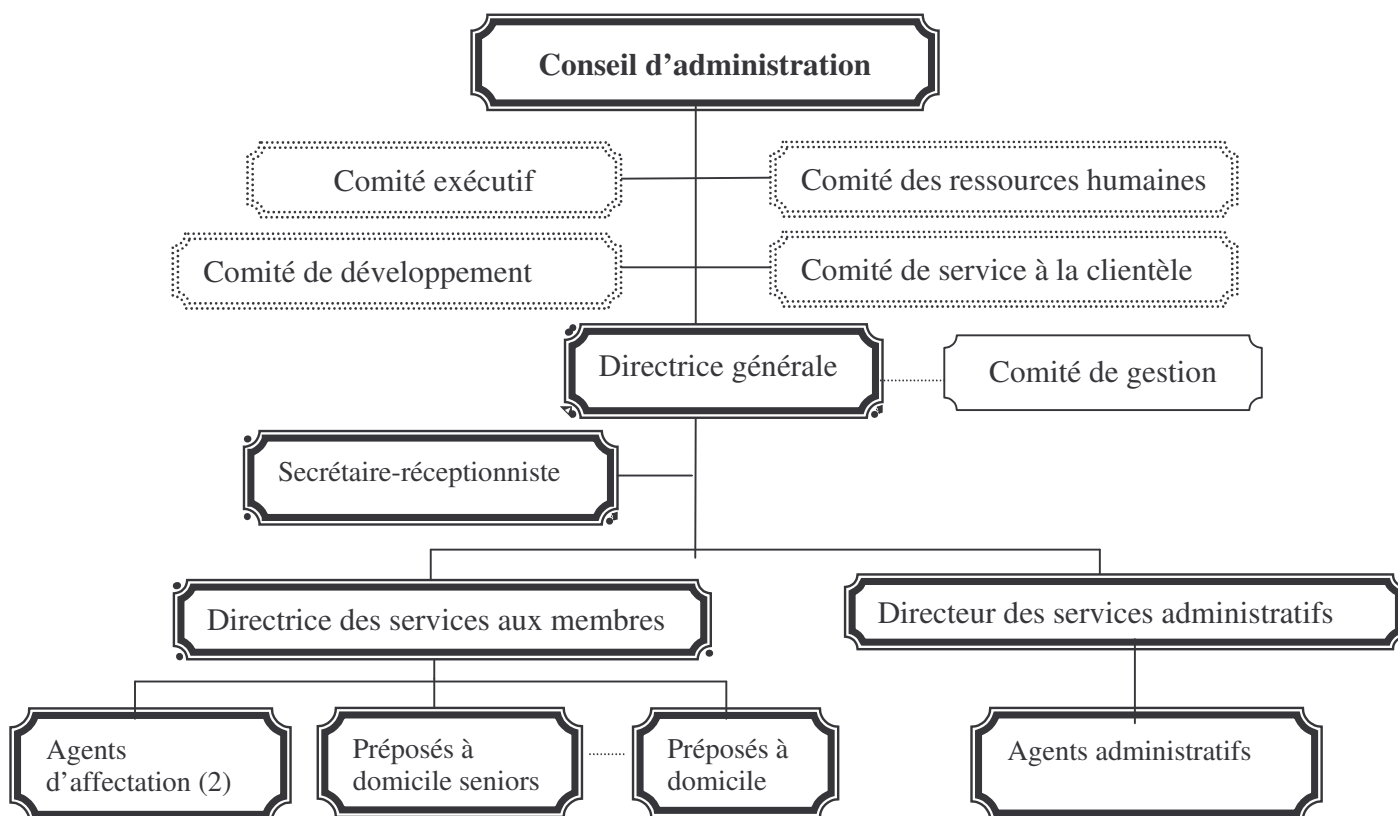 Conseil d’administration
Comité exécutif
Comité des ressources humaines
Comité de développement
Comité de service à la clientèle
Directrice générale
Comité de gestion
Secrétaire-réceptionniste
Directrice des services aux membres
Directeur des services administratifs
Agents
d’affectation (2)
Préposés à
domicile seniors
Préposés à
domicile
Agents administratifs